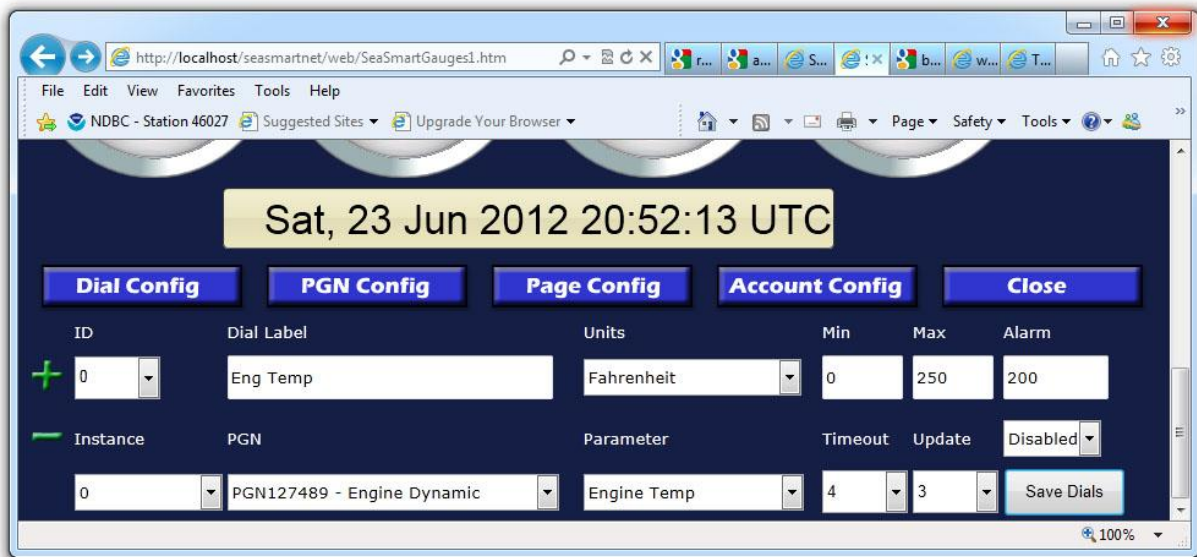 http://localhost/seasmartnet/web/SeaSmartGauges1.htm
r...
a...
S...
b...
w...
T...
File Edit View Favorites Tools Help
NDBC - Station 46027 Suggested Sites Upgrade Your Browser Page Safety Tools
Sat, 23 Jun 2012 20:52:13 UTC
Dial Config PGN Config Page Config Account Config Close
ID Dial Label Units Min Max Alarm
0 Eng Temp Fahrenheit 0 250 200
Instance PGN Parameter Timeout Update Disabled
0 PGN127489 - Engine Dynamic Engine Temp 4 3 Save Dials
100%